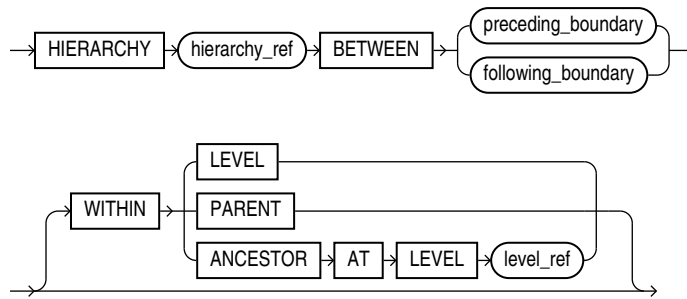 HIERARCHY hierarchy_ref BETWEEN preceding_boundary
following_boundary
LEVEL
WITHIN PARENT
ANCESTOR AT LEVEL level_ref